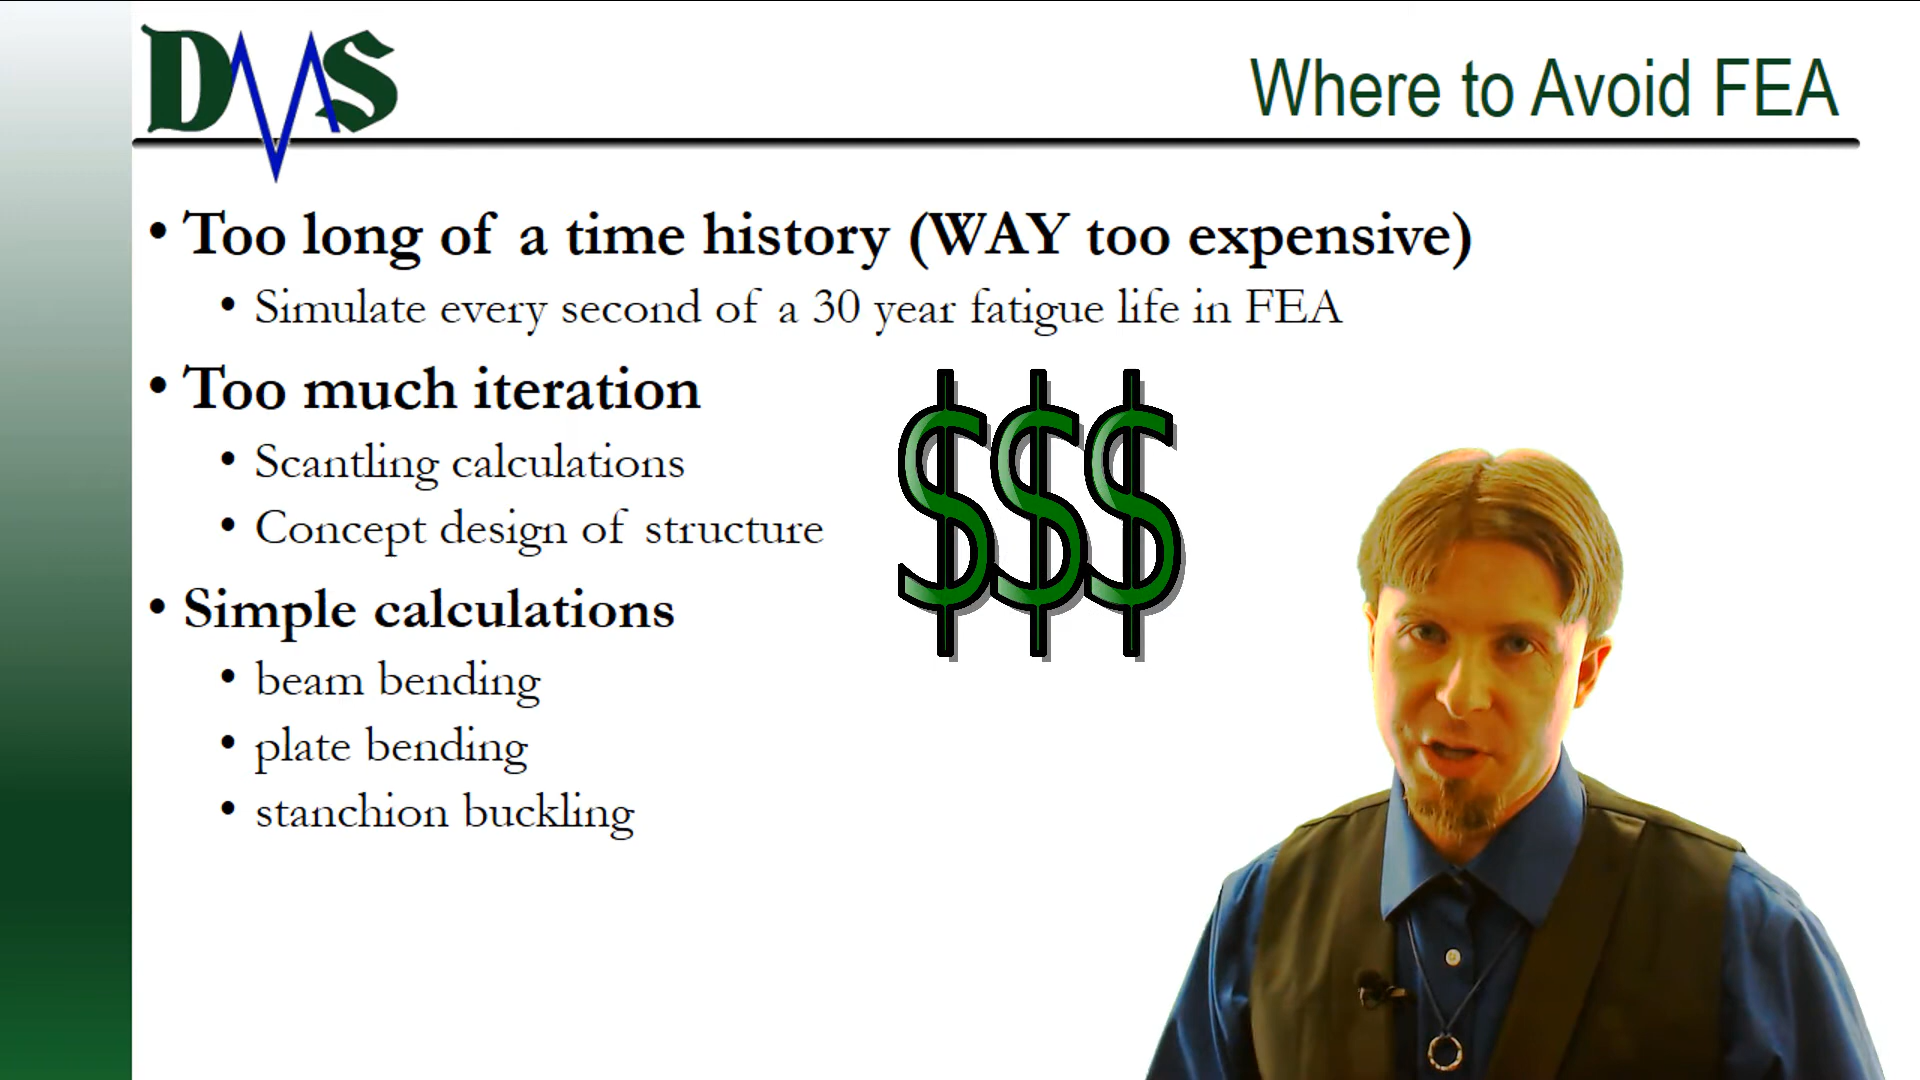 DMS
Where to Avoid FEA
• Too long of a time history (WAY too expensive)
• Simulate every second of a 30 year fatigue life in FEA
• Too much iteration
• Scantling calculations
• Concept design of structure
$$$
• Simple calculations
• beam bending
• plate bending
• stanchion buckling